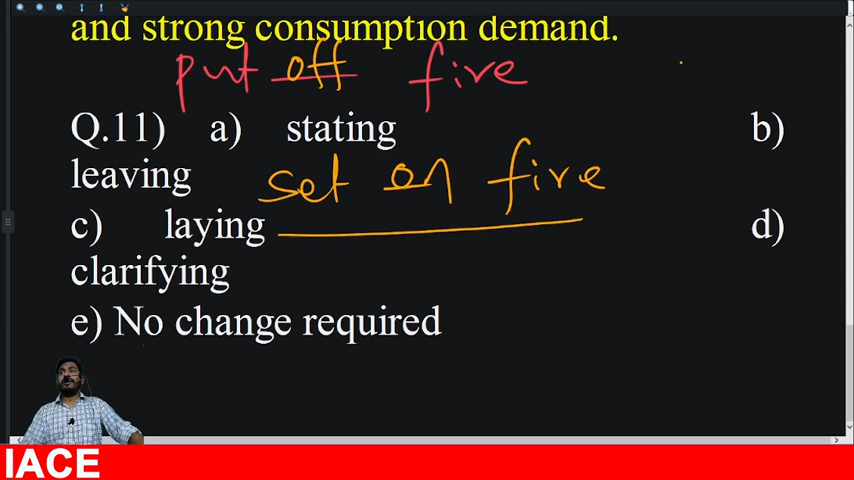 and strong consumption demand.
put off fire
Q.11) a) stating b)
leaving
set on fire
c) laying d)
clarifying
e) No change required
IACE